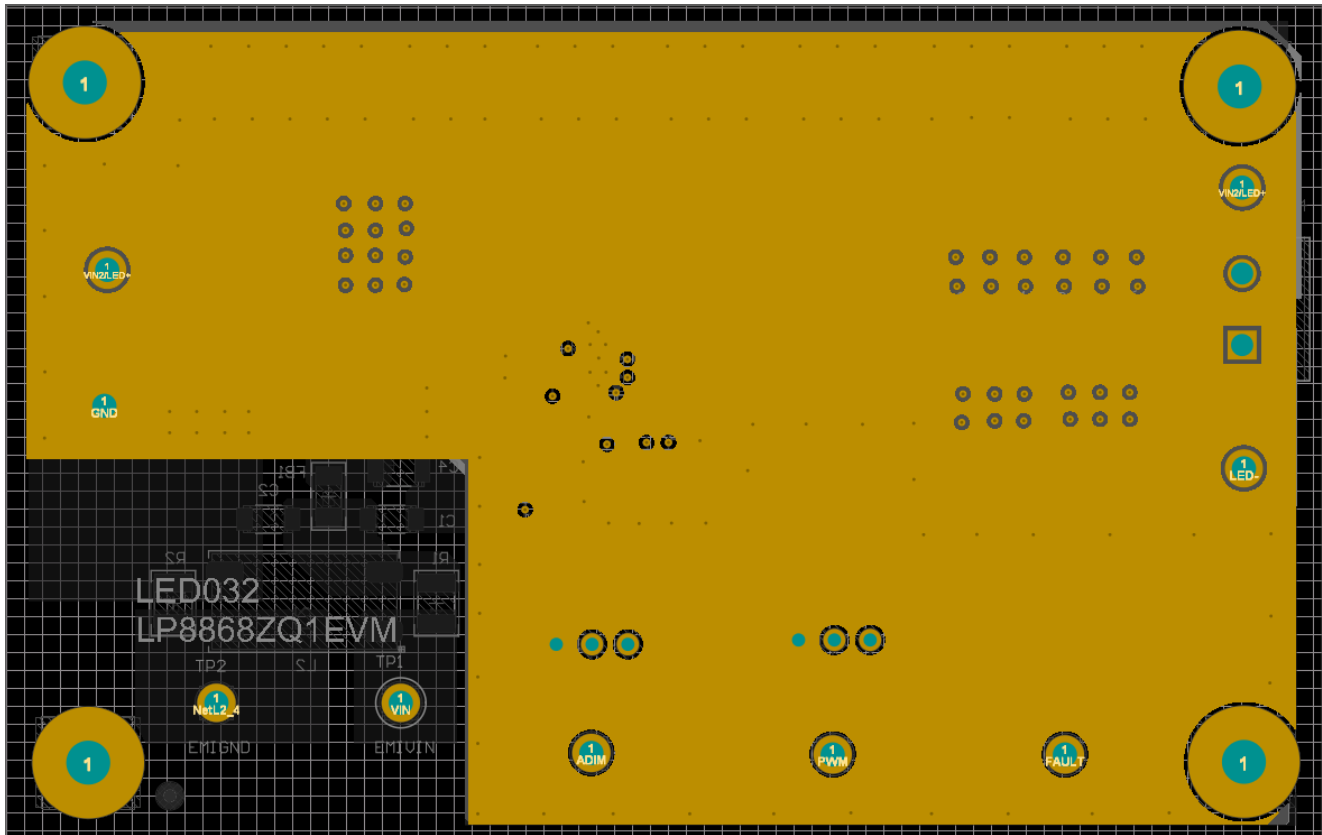 1
1
1
VIN2/LED+
1
VIN2/LED+
1
GND
1
LED-
FB1
C4
C2
C1
R2
R1
LED032
LP8868ZQ1EVM
TP2
L2
TP1
1
NetL2_4
1
VIN
EMIGND
EMIVIN
1
ADIM
1
PWM
1
FAULT
1
1